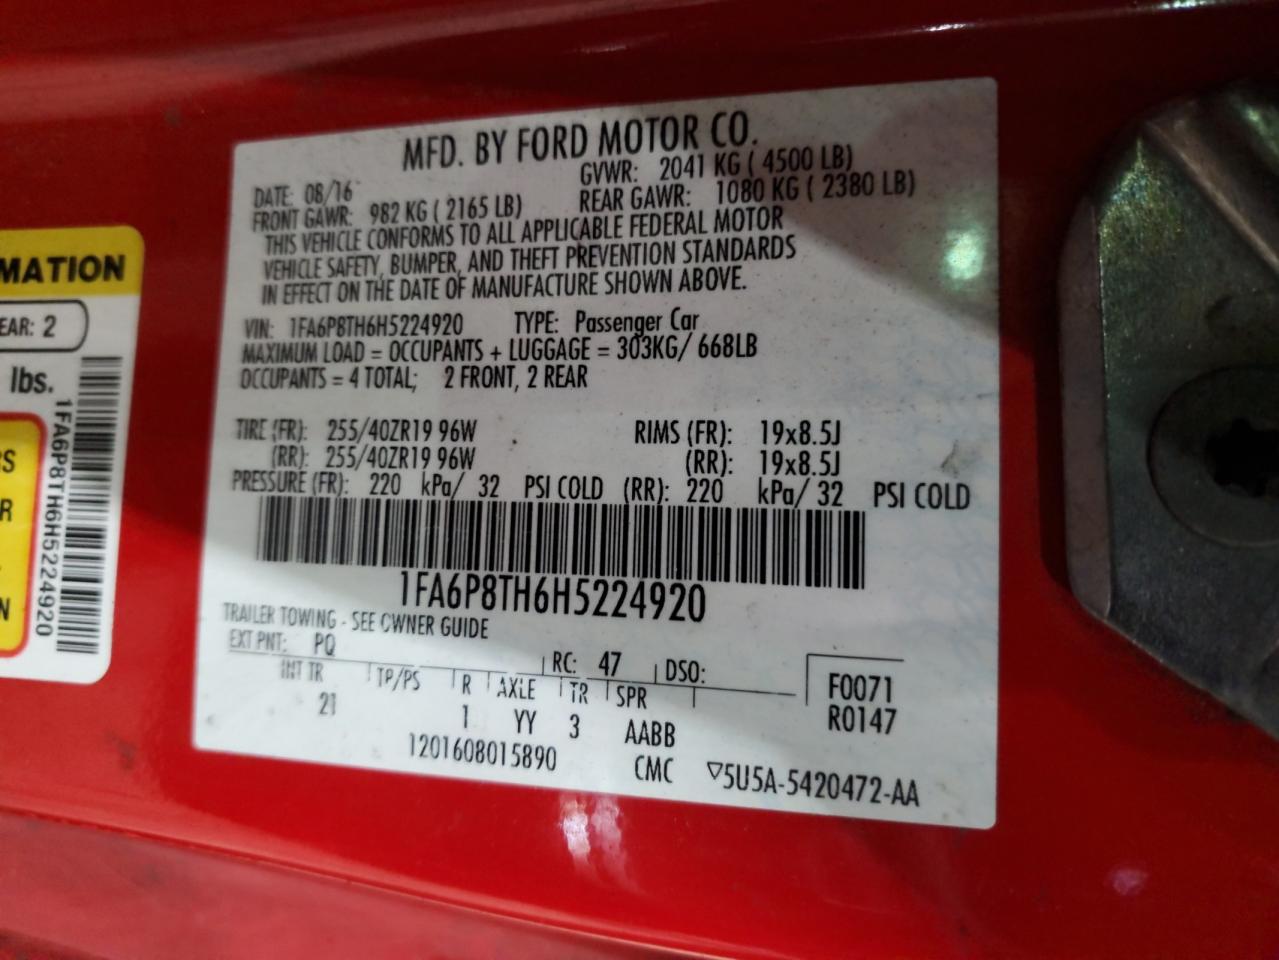 MATION
EAR: 2
lbs.
RS
R
N
1FA6P8TH6H5224920
MFD. BY FORD MOTOR CO.
DATE: 08/16 GVWR: 2041 KG ( 4500 LB)
FRONT GAWR: 982 KG ( 2165 LB) REAR GAWR: 1080 KG ( 2380 LB)
THIS VEHICLE CONFORMS TO ALL APPLICABLE FEDERAL MOTOR
VEHICLE SAFETY, BUMPER, AND THEFT PREVENTION STANDARDS
IN EFFECT ON THE DATE OF MANUFACTURE SHOWN ABOVE.
VIN: 1FA6P8TH6H5224920 TYPE: Passenger Car
MAXIMUM LOAD = OCCUPANTS + LUGGAGE = 303KG/ 668LB
OCCUPANTS = 4 TOTAL; 2 FRONT, 2 REAR
TIRE (FR): 255/40ZR19 96W RIMS (FR): 19x8.5J
(RR): 255/40ZR19 96W (RR): 19x8.5J
PRESSURE (FR): 220 kPa/ 32 PSI COLD (RR): 220 kPa/ 32 PSI COLD
1FA6P8TH6H5224920
TRAILER TOWING - SEE OWNER GUIDE
EXT PNT: PQ RC: 47 DSO: F0071
INT TR TP/PS R AXLE TR SPR R0147
21 1 YY 3 AABB
1201608015890 CMC ▽5U5A-5420472-AA